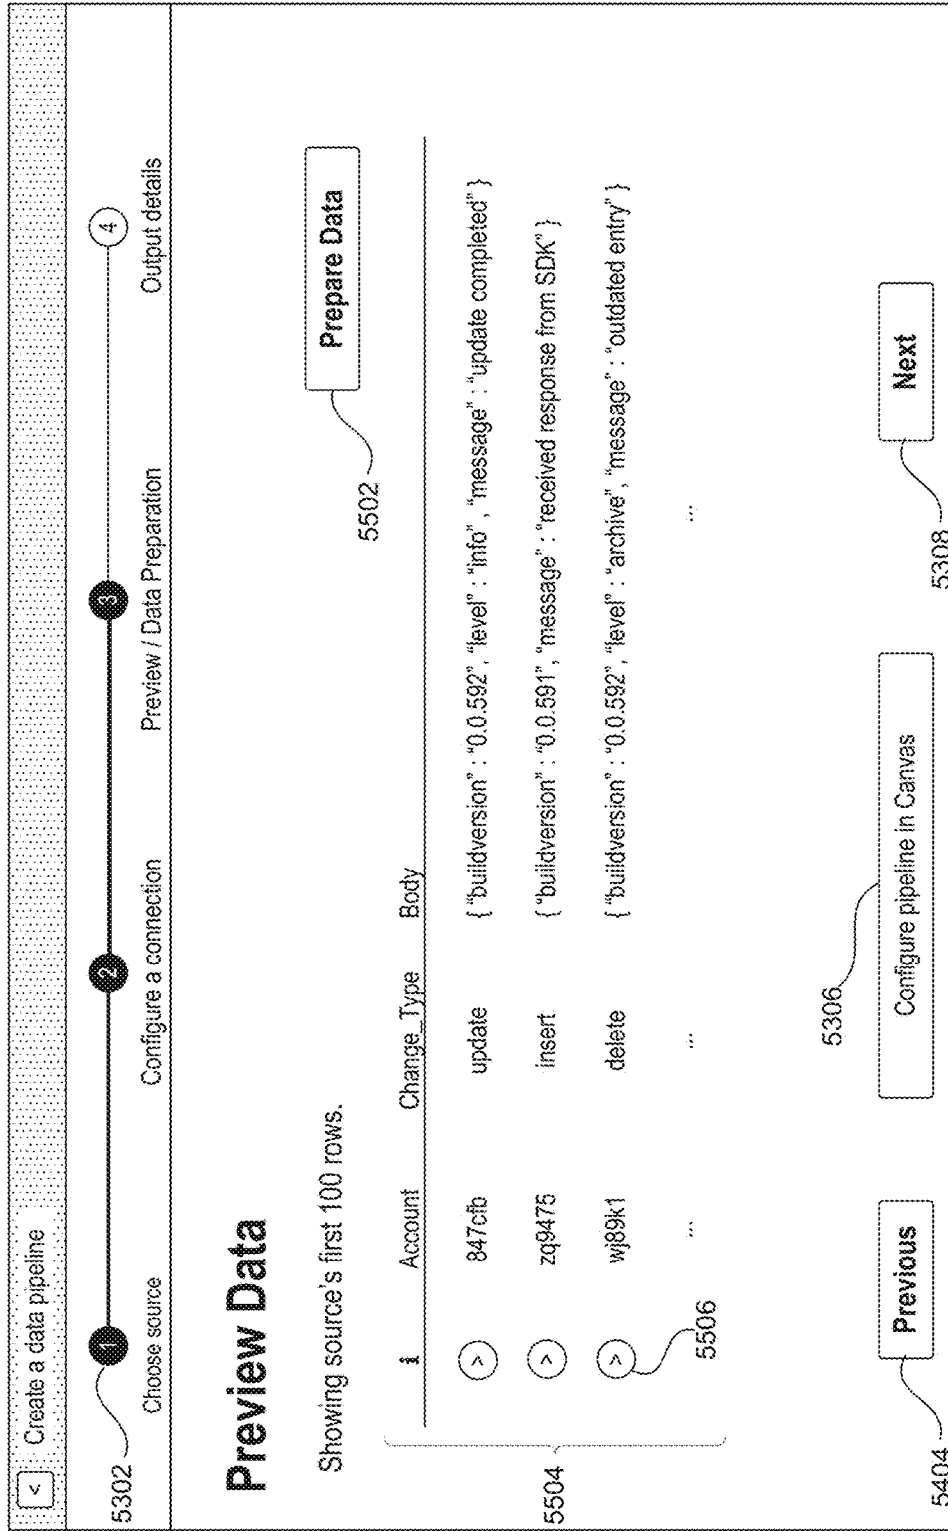 < Create a data pipeline
5302
1 2 3 4
Choose source Configure a connection Preview / Data Preparation Output details
Preview Data
Showing source's first 100 rows.
Prepare Data
5502
i Account Change_Type Body
> 847cfb update { “buildversion” : “0.0.592”, “level” : “info” , “message” : “update completed” }
> zq9475 insert { “buildversion” : “0.0.591”, “message” : “received response from SDK” }
> wj89k1 delete { “buildversion” : “0.0.592”, “level” : “archive”, “message” : “outdated entry” }
... ... ...
5504
5506
5306
Previous Configure pipeline in Canvas Next
5404 5308